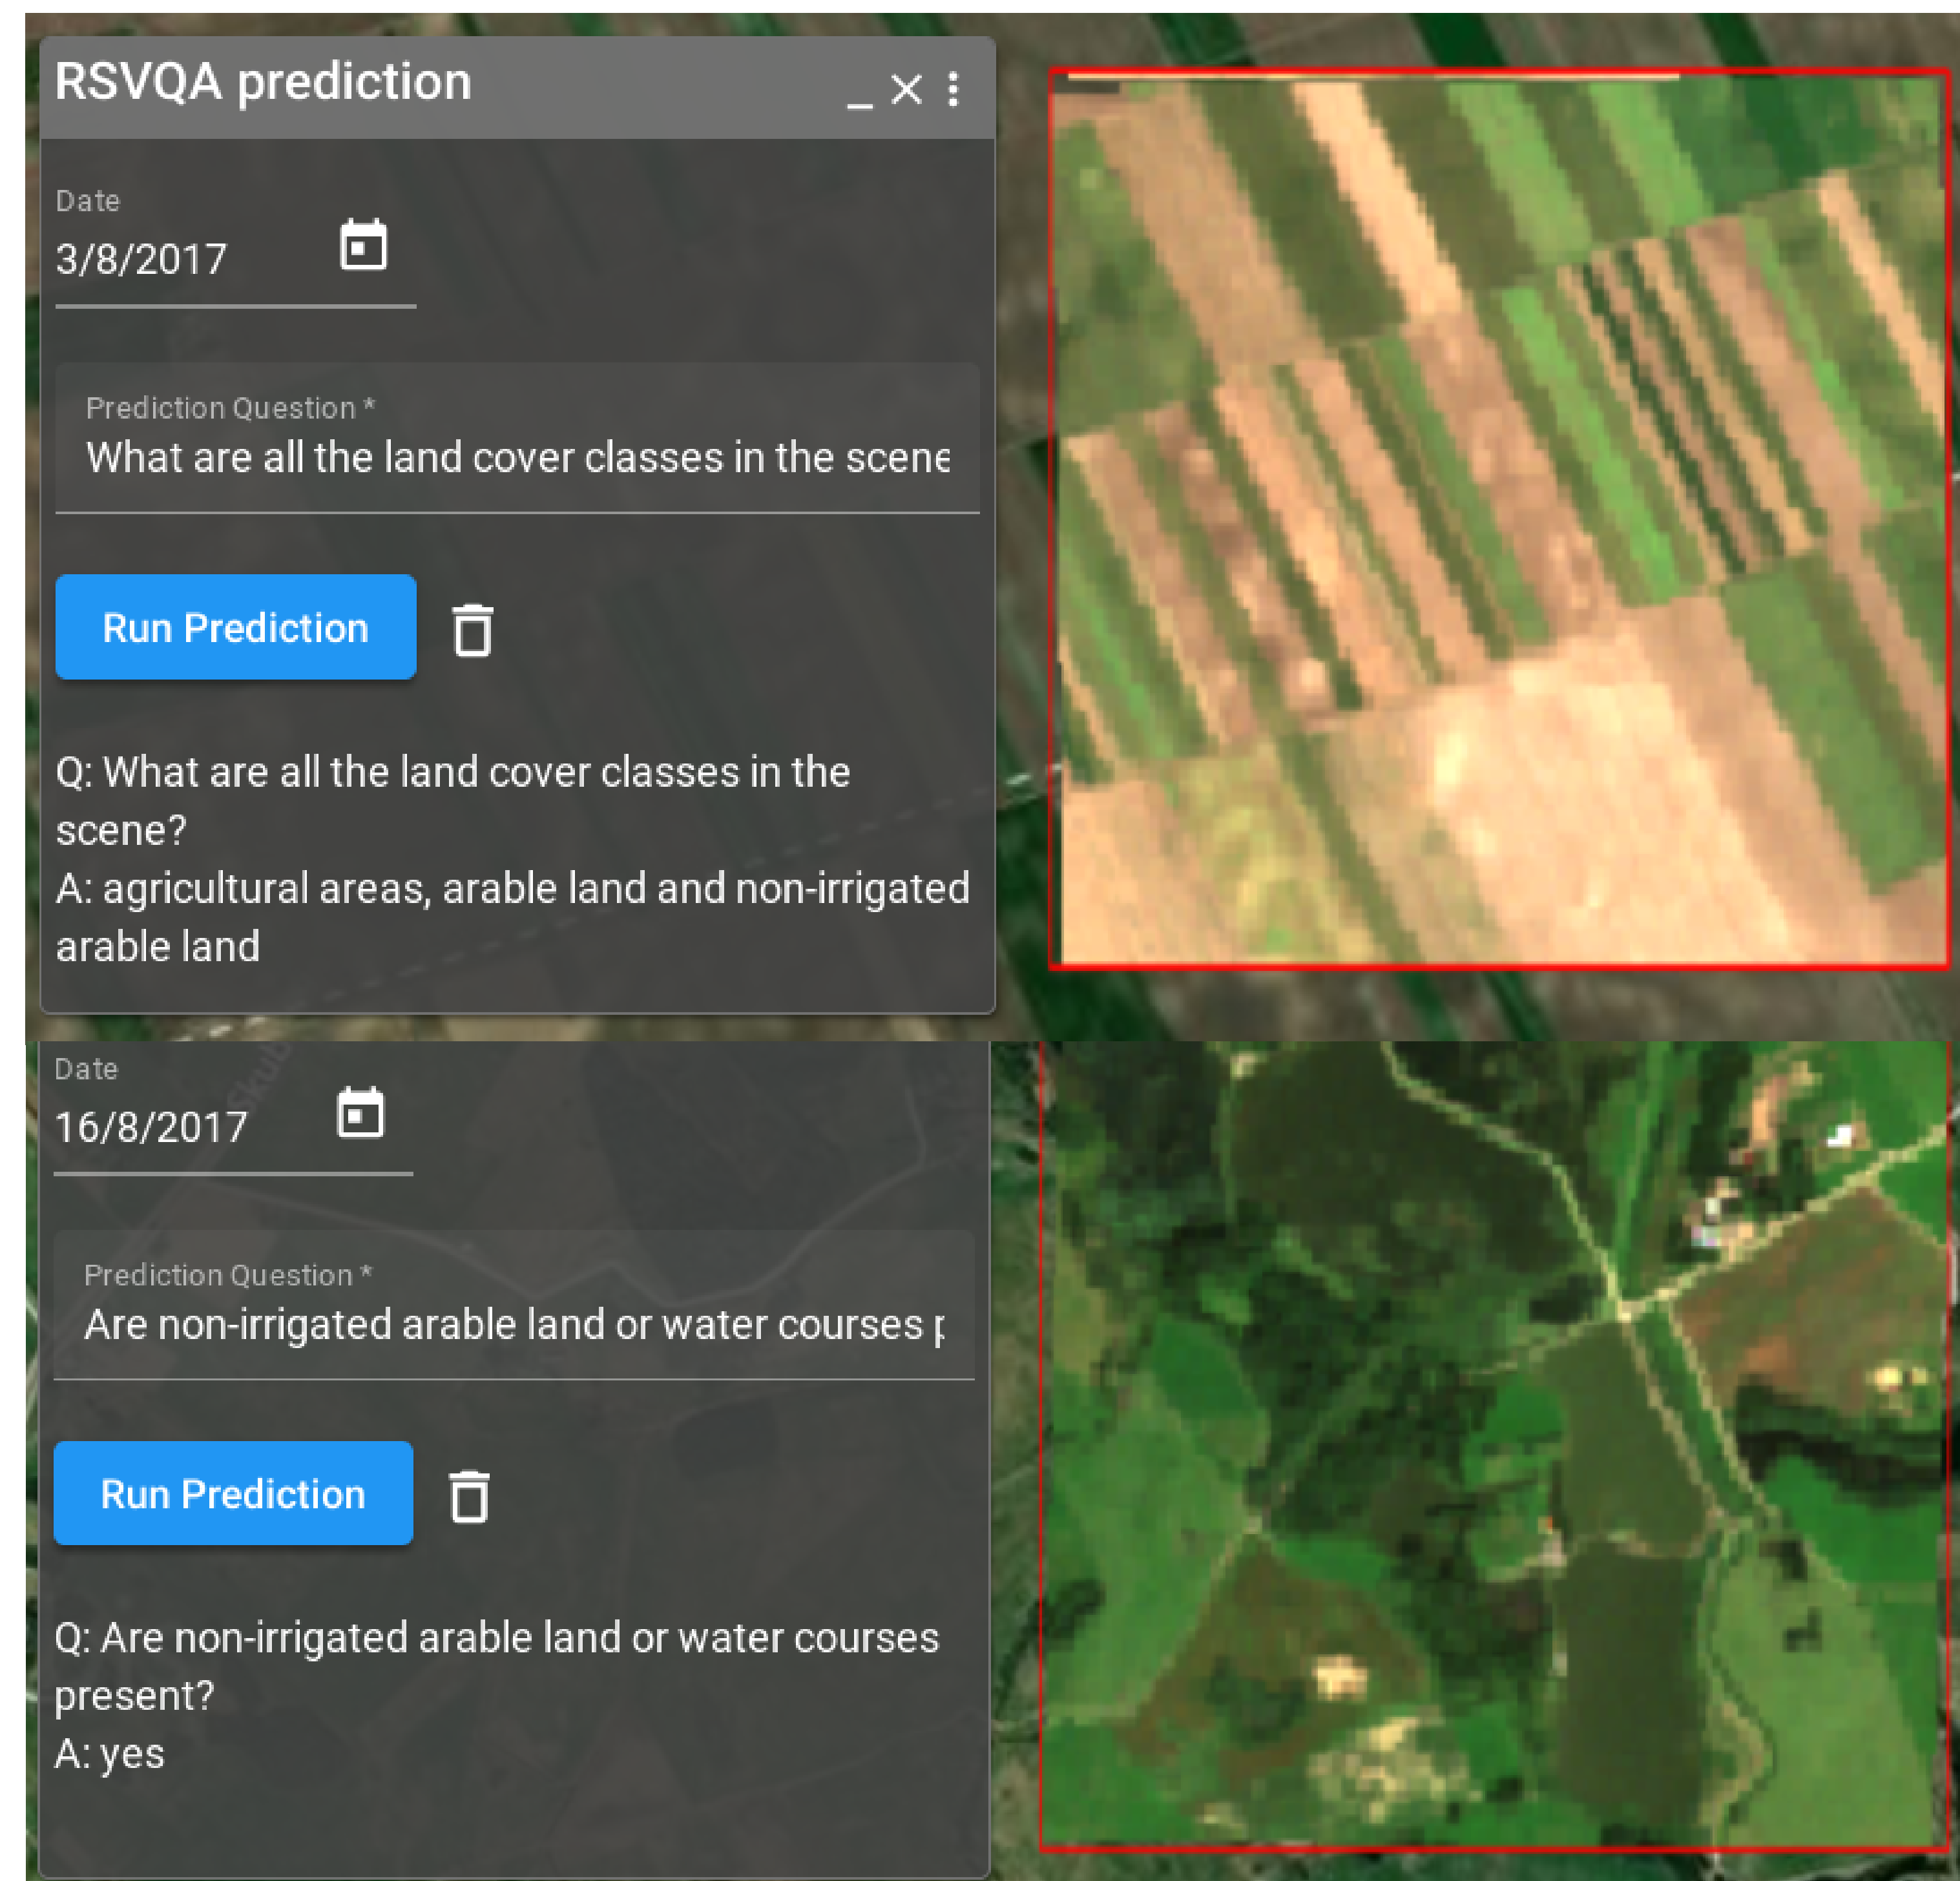 RSVQA prediction
Date
3/8/2017
Prediction Question *
What are all the land cover classes in the scene
Run Prediction
Q: What are all the land cover classes in the
scene?
A: agricultural areas, arable land and non-irrigated
arable land
Date
16/8/2017
Prediction Question *
Are non-irrigated arable land or water courses p
Run Prediction
Q: Are non-irrigated arable land or water courses
present?
A: yes